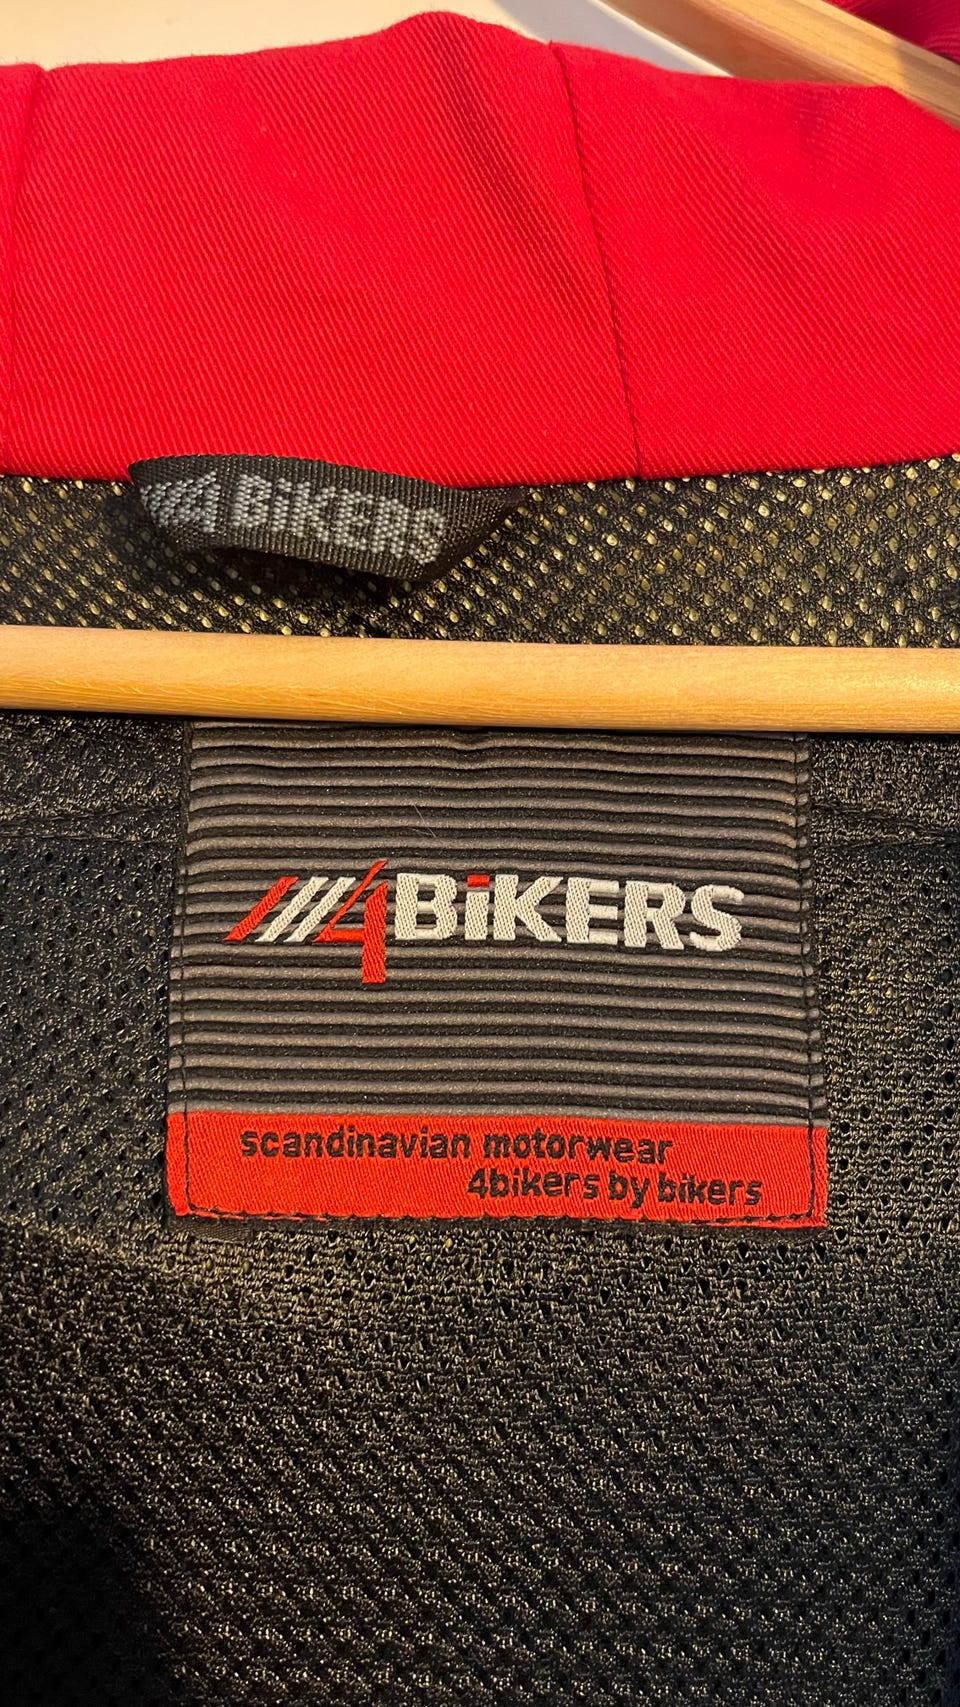 4BiKERS
4BiKERS
scandinavian motorwear
4bikers by bikers